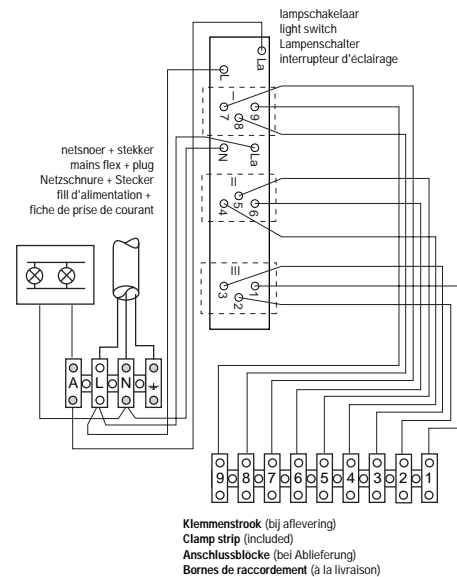 lampschakelaar
light switch
Lampenschalter
interrupteur d'éclairage
La
L
I
7 8 9
N La
II
4 5 6
III
3 2 1
netsnoer + stekker
mains flex + plug
Netzschnure + Stecker
fill d'alimentation +
fiche de prise de courant
A L N ⏚
9 8 7 6 5 4 3 2 1
Klemmenstrook (bij aflevering)
Clamp strip (included)
Anschlussblöcke (bei Ablieferung)
Bornes de raccordement (à la livraison)